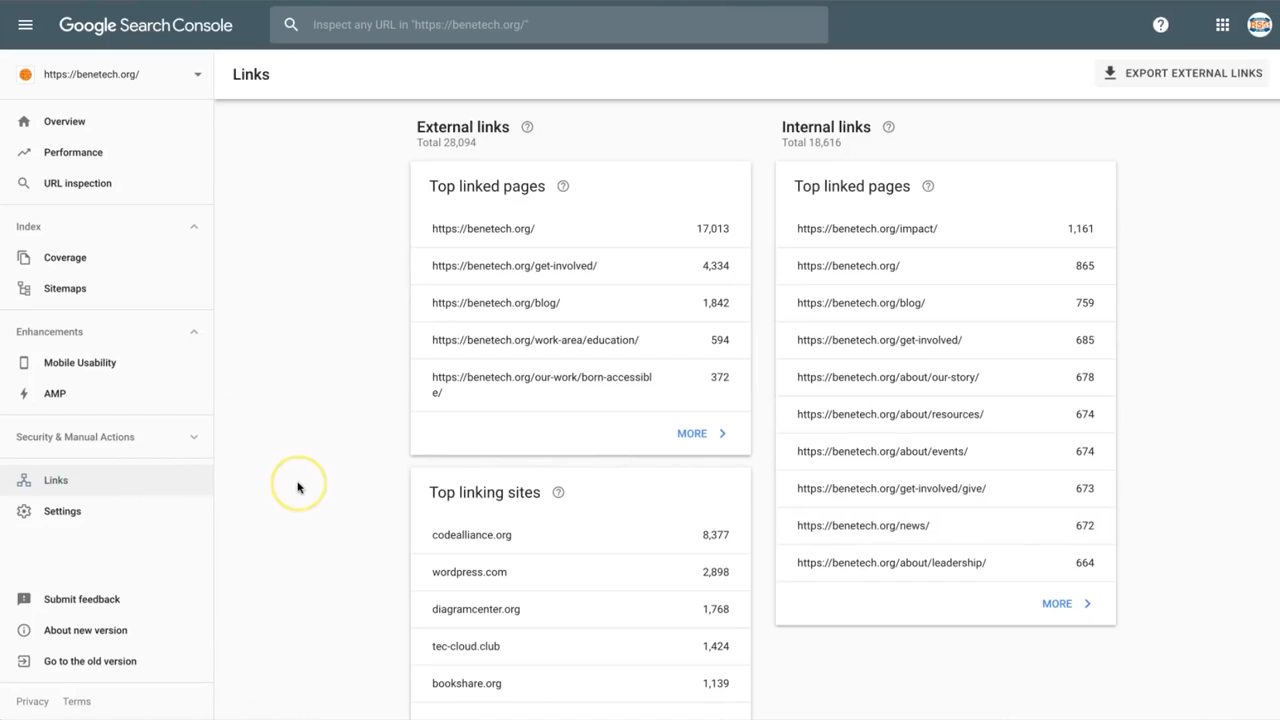 Google Search Console
Inspect any URL in "https://benetech.org/"
https://benetech.org/
Links
EXPORT EXTERNAL LINKS
Overview
Performance
URL inspection
Index
Coverage
Sitemaps
Enhancements
Mobile Usability
AMP
Security & Manual Actions
Links
Settings
Submit feedback
About new version
Go to the old version
Privacy Terms
External links
Total 28,094
Top linked pages
https://benetech.org/ 17,013
https://benetech.org/get-involved/ 4,334
https://benetech.org/blog/ 1,842
https://benetech.org/work-area/education/ 594
https://benetech.org/our-work/born-accessibl 372
e/
MORE
Top linking sites
codealliance.org 8,377
wordpress.com 2,898
diagramcenter.org 1,768
tec-cloud.club 1,424
bookshare.org 1,139
Internal links
Total 18,616
Top linked pages
https://benetech.org/impact/ 1,161
https://benetech.org/ 865
https://benetech.org/blog/ 759
https://benetech.org/get-involved/ 685
https://benetech.org/about/our-story/ 678
https://benetech.org/about/resources/ 674
https://benetech.org/about/events/ 674
https://benetech.org/get-involved/give/ 673
https://benetech.org/news/ 672
https://benetech.org/about/leadership/ 664
MORE